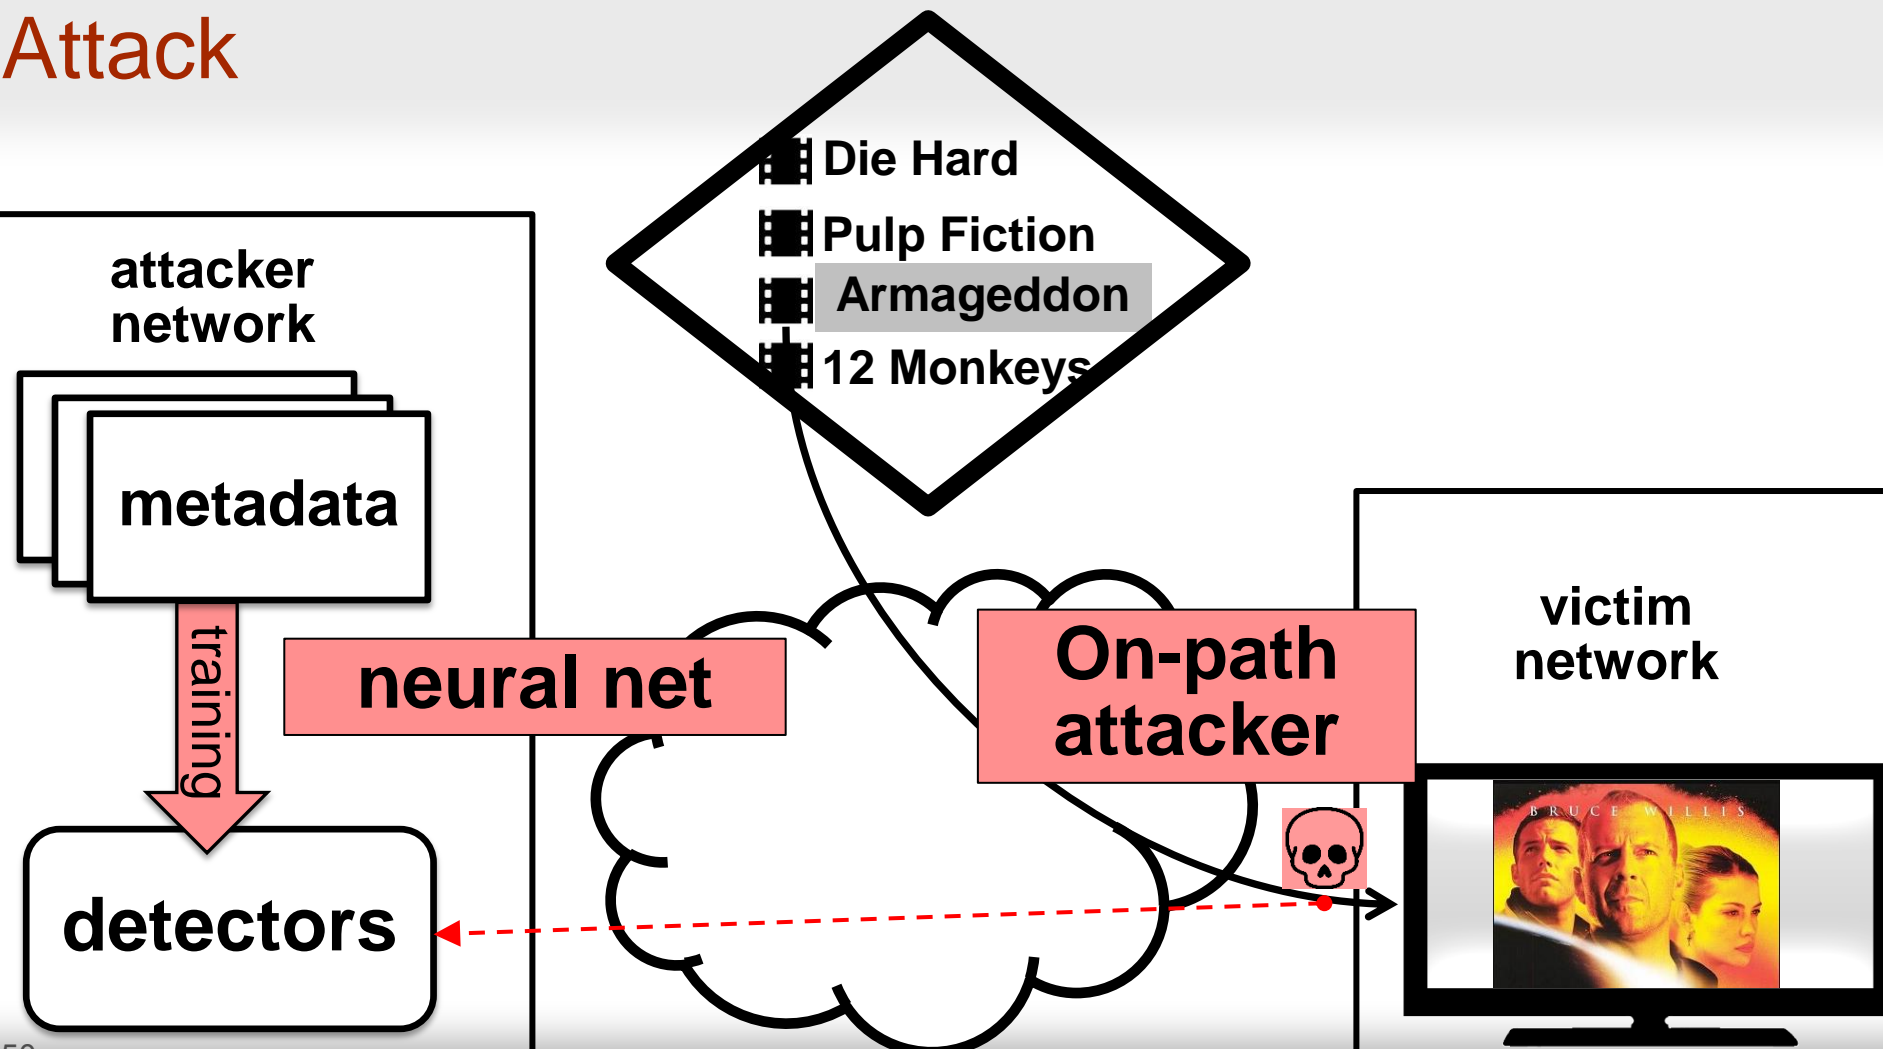 Attack
Die Hard
Pulp Fiction
Armageddon
12 Monkeys
attacker
network
metadata
training
neural net
On-path
attacker
victim
network
BRUCE WILLIS
detectors